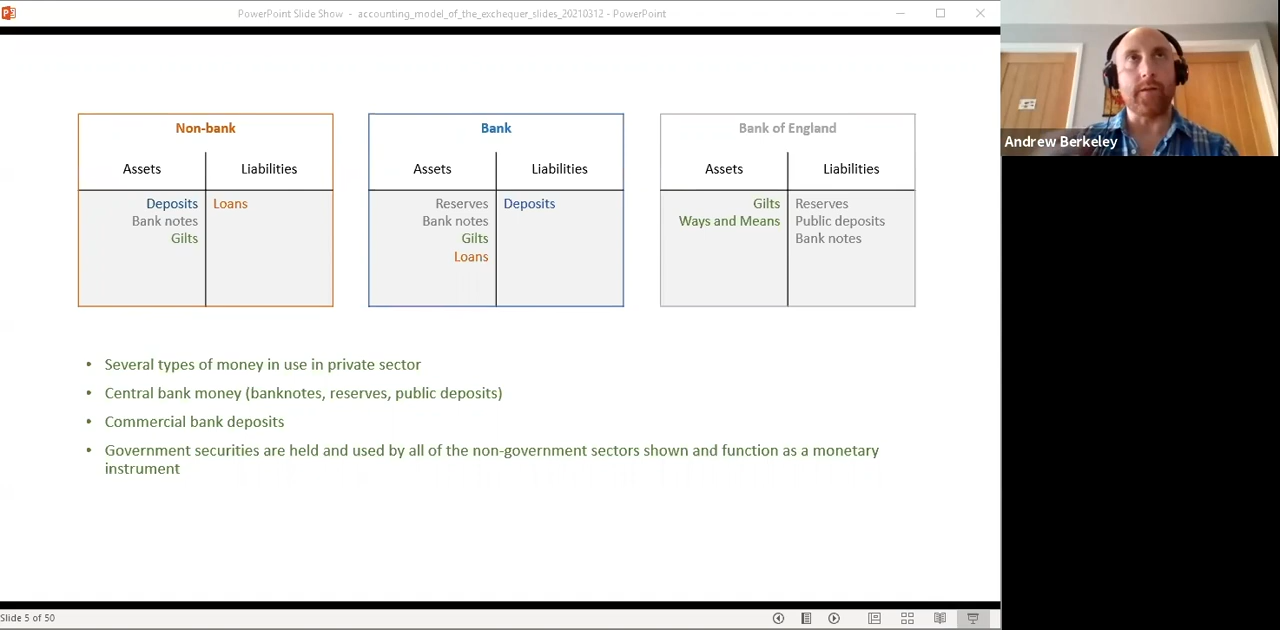 PowerPoint Slide Show - accounting_model_of_the_exchequer_slides_20210312 - PowerPoint
Non-bank
Assets Liabilities
Deposits Loans
Bank notes
Gilts
Bank
Assets Liabilities
Reserves Deposits
Bank notes
Gilts
Loans
Bank of England
Assets Liabilities
Gilts Reserves
Ways and Means Public deposits
Bank notes
Andrew Berkeley
• Several types of money in use in private sector
• Central bank money (banknotes, reserves, public deposits)
• Commercial bank deposits
• Government securities are held and used by all of the non-government sectors shown and function as a monetary
instrument
Slide 5 of 50